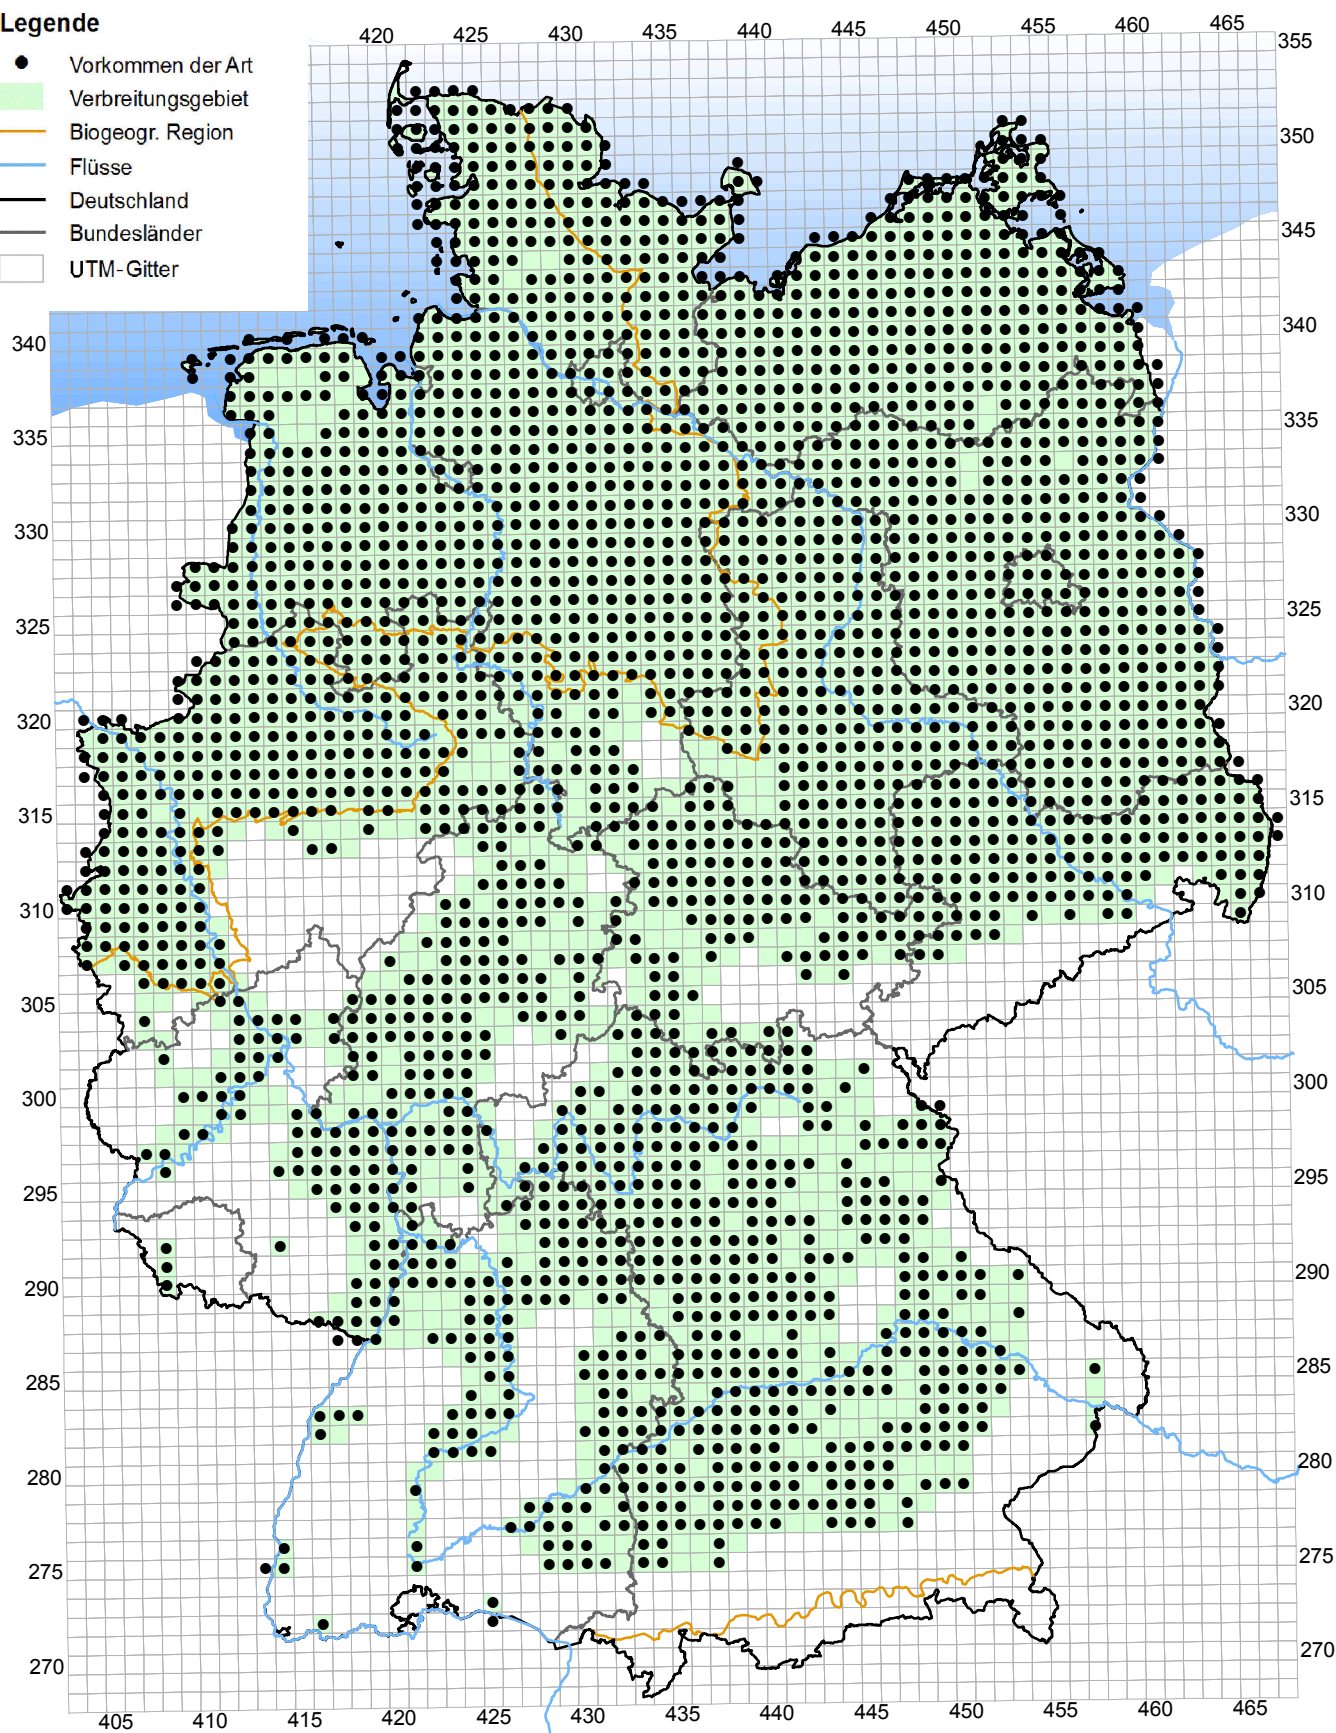 Legende
Vorkommen der Art
Verbreitungsgebiet
Biogeogr. Region
Flüsse
Deutschland
Bundesländer
UTM-Gitter
420 425 430 435 440 445 450 455 460 465
355
350
345
340 340
335 335
330 330
325 325
320 320
315 315
310 310
305 305
300 300
295 295
290 290
285 285
280 280
275 275
270 270
405 410 415 420 425 430 435 440 445 450 455 460 465